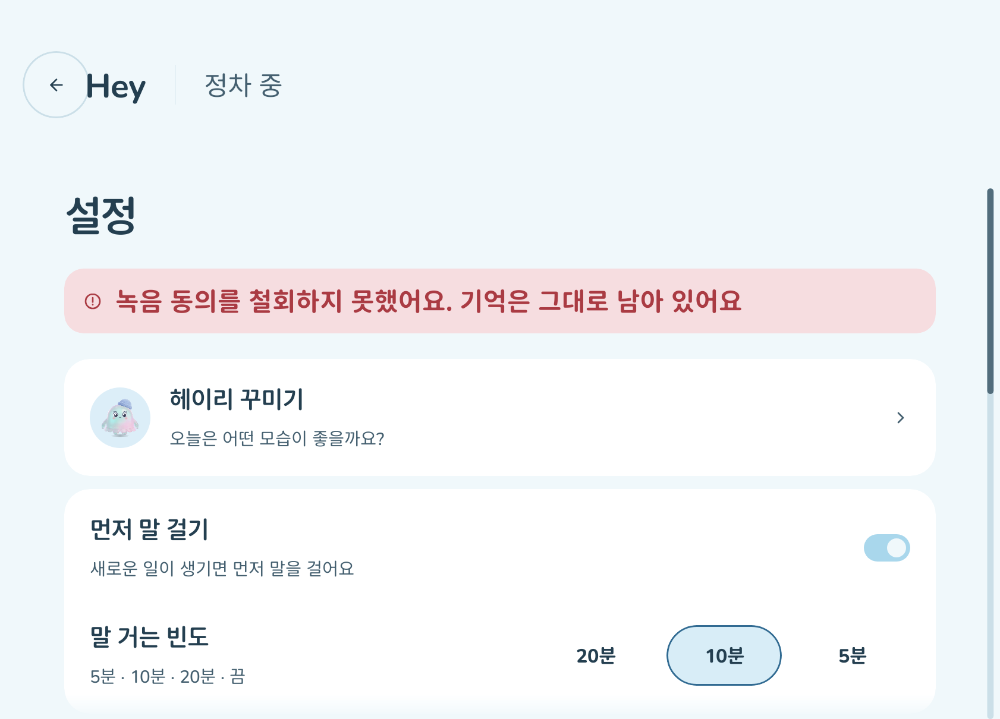 Hey
정차 중
설정
녹음 동의를 철회하지 못했어요. 기억은 그대로 남아 있어요
헤이리 꾸미기
오늘은 어떤 모습이 좋을까요?
먼저 말 걸기
새로운 일이 생기면 먼저 말을 걸어요
말 거는 빈도
5분 · 10분 · 20분 · 끔
20분
10분
5분